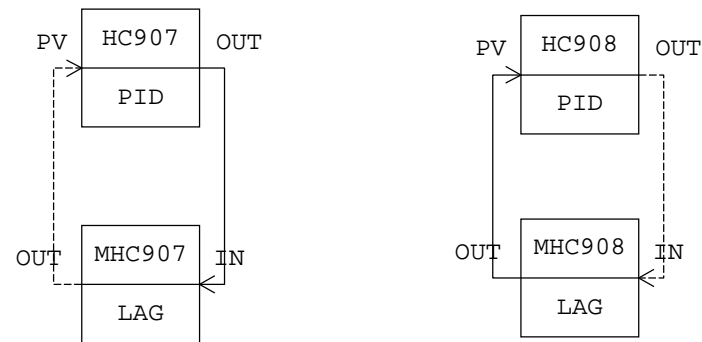 PV HC907 OUT
PID
OUT MHC907 IN
LAG
PV HC908 OUT
PID
OUT MHC908 IN
LAG